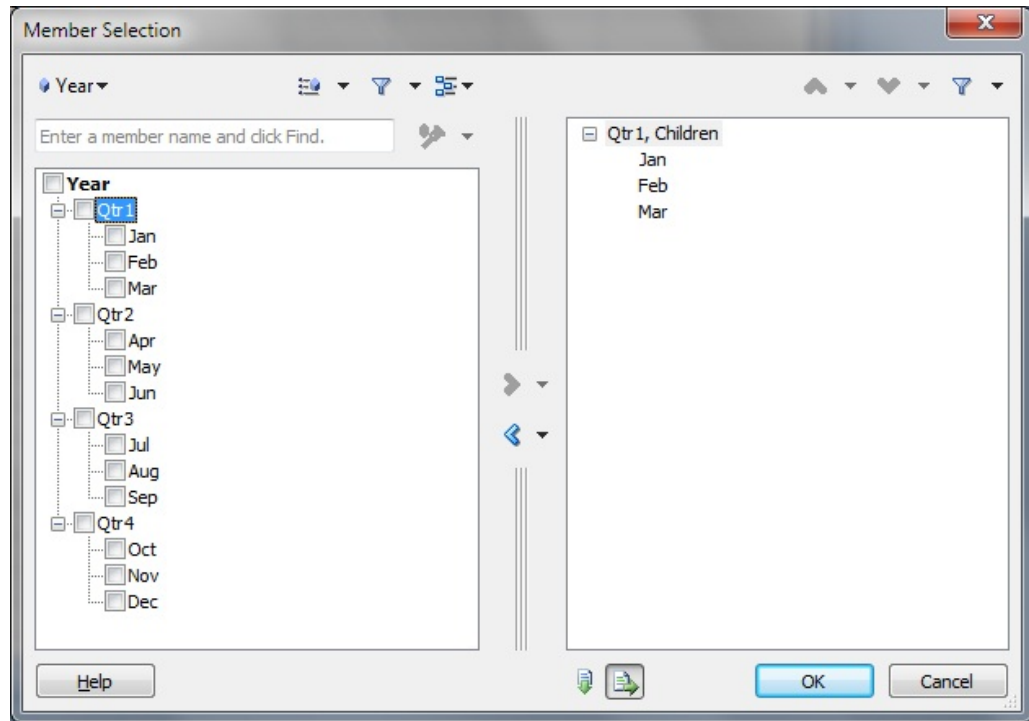 Member Selection
Year
Enter a member name and click Find.
Year
Qtr1
Jan
Feb
Mar
Qtr2
Apr
May
Jun
Qtr3
Jul
Aug
Sep
Qtr4
Oct
Nov
Dec
Qtr1, Children
Jan
Feb
Mar
Help
OK
Cancel